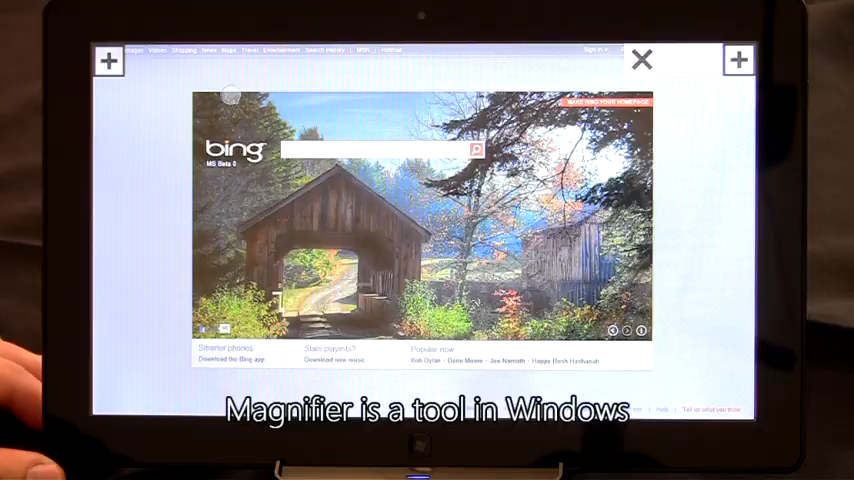 Images Videos Shopping News Maps Travel Entertainment Search History | MSN | Hotmail
Sign in
MAKE BING YOUR HOMEPAGE
bing
MS Beta
Smarter phones
Slate playlists?
Popular now
Download the Bing app
Download new music
Bob Dylan · Demi Moore · Joe Namath · Happy Rosh Hashanah
Help | Tell us what you think
Magnifier is a tool in Windows